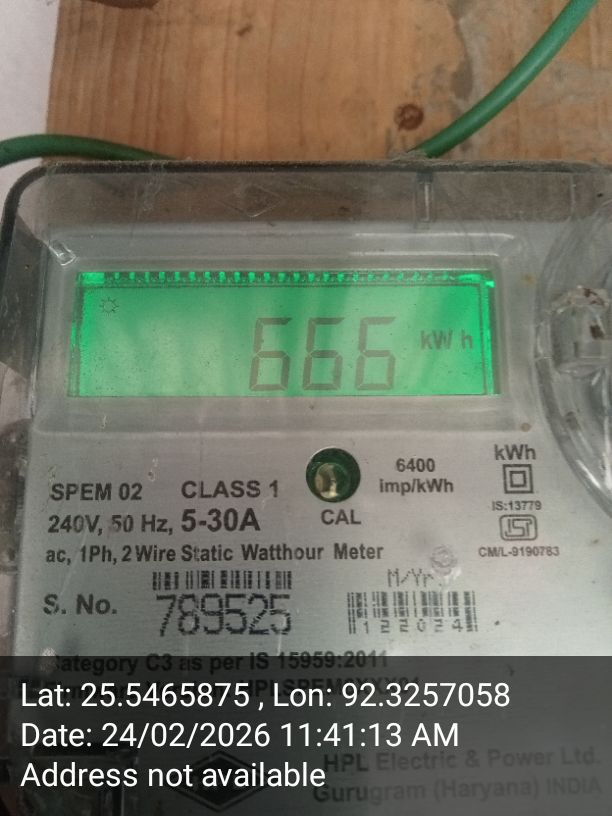 666 kWh
6400
imp/kWh
kWh
SPEM 02 CLASS 1
240V, 50 Hz, 5-30A
CAL
IS:13779
ISI
CM/L-9190783
ac, 1Ph, 2 Wire Static Watthour Meter
M/Yr
S. No. 789525
122024
Category C3 as per IS 15959:2011
Lat: 25.5465875 , Lon: 92.3257058
Date: 24/02/2026 11:41:13 AM
Address not available
HPL Electric & Power Ltd.
Gurugram (Haryana) INDIA